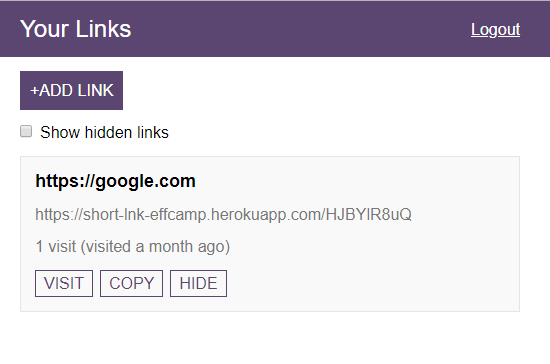 Your Links
Logout
+ADD LINK
Show hidden links
https://google.com
https://short-lnk-effcamp.herokuapp.com/HJBYlR8uQ
1 visit (visited a month ago)
VISIT COPY HIDE